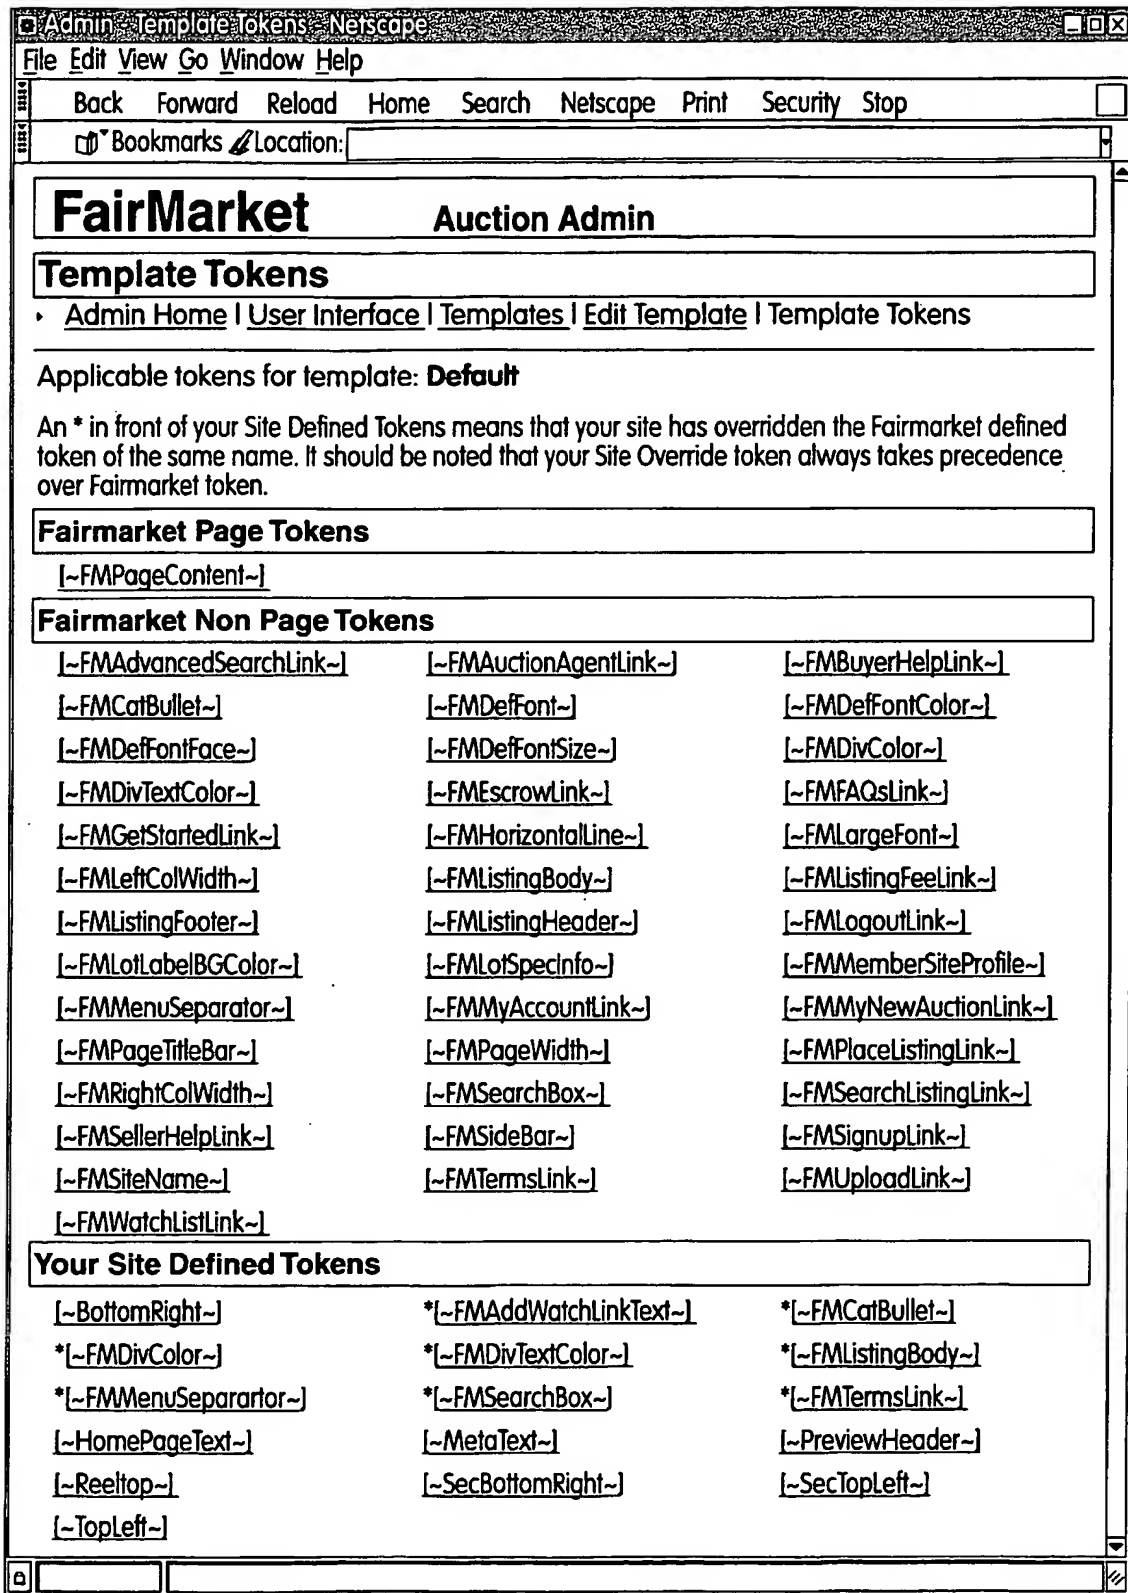 Admin - Template Tokens - Netscape
File Edit View Go Window Help
Back Forward Reload Home Search Netscape Print Security Stop
Bookmarks Location:
FairMarket Auction Admin
Template Tokens
Admin Home | User Interface | Templates | Edit Template | Template Tokens
Applicable tokens for template: Default
An * in front of your Site Defined Tokens means that your site has overridden the Fairmarket defined
token of the same name. It should be noted that your Site Override token always takes precedence
over Fairmarket token.
Fairmarket Page Tokens
[~FMPageContent~]
Fairmarket Non Page Tokens
[~FMAdvancedSearchLink~] [~FMAuctionAgentLink~] [~FMBuyerHelpLink~]
[~FMCatBullet~] [~FMDefFont~] [~FMDefFontColor~]
[~FMDefFontFace~] [~FMDefFontSize~] [~FMDivColor~]
[~FMDivTextColor~] [~FMEscrowLink~] [~FMFAQsLink~]
[~FMGetStartedLink~] [~FMHorizontalLine~] [~FMLargeFont~]
[~FMLeftColWidth~] [~FMListingBody~] [~FMListingFeeLink~]
[~FMListingFooter~] [~FMListingHeader~] [~FMLogoutLink~]
[~FMLotLabelBGColor~] [~FMLotSpecInfo~] [~FMMemberSiteProfile~]
[~FMMenuSeparator~] [~FMMyAccountLink~] [~FMMyNewAuctionLink~]
[~FMPageTitleBar~] [~FMPageWidth~] [~FMPlaceListingLink~]
[~FMRightColWidth~] [~FMSearchBox~] [~FMSearchListingLink~]
[~FMSellerHelpLink~] [~FMSideBar~] [~FMSignupLink~]
[~FMSiteName~] [~FMTermsLink~] [~FMUploadLink~]
[~FMWatchListLink~]
Your Site Defined Tokens
[~BottomRight~] *[~FMAddWatchLinkText~] *[~FMCatBullet~]
*[~FMDivColor~] *[~FMDivTextColor~] *[~FMListingBody~]
*[~FMMenuSeparartor~] *[~FMSearchBox~] *[~FMTermsLink~]
[~HomePageText~] [~MetaText~] [~PreviewHeader~]
[~Reeltop~] [~SecBottomRight~] [~SecTopLeft~]
[~TopLeft~]